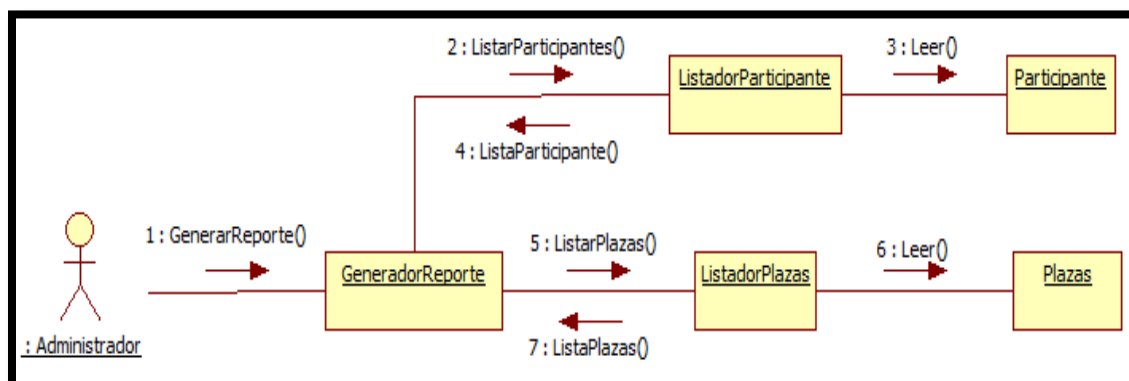 2 : ListarParticipantes()
3 : Leer()
ListadorParticipante
Participante
4 : ListaParticipante()
1 : GenerarReporte()
5 : ListarPlazas()
6 : Leer()
GeneradorReporte
ListadorPlazas
Plazas
: Administrador
7 : ListaPlazas()